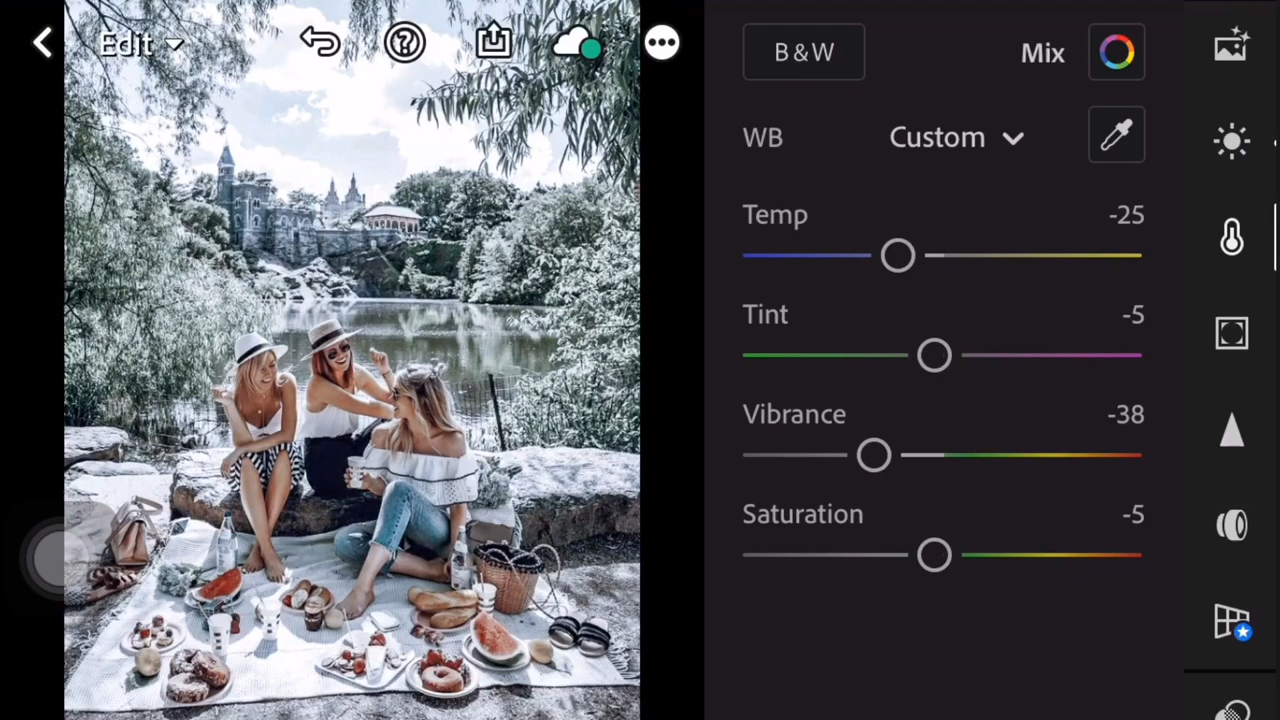 Edit
B&W
Mix
WB Custom
Temp -25
Tint -5
Vibrance -38
Saturation -5